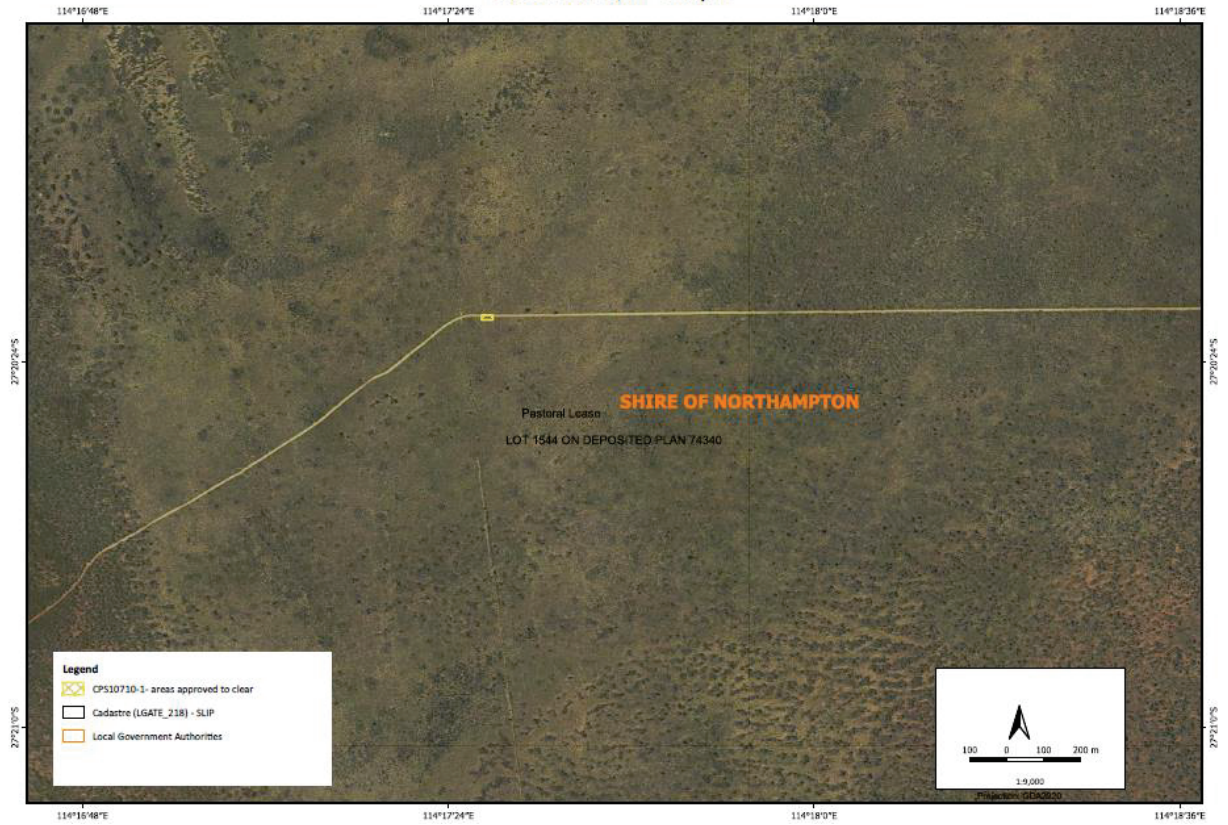 114°16'48"E 114°17'24"E 114°18'0"E 114°18'36"E
27°20'24"S 27°20'24"S
SHIRE OF NORTHAMPTON
Pastoral Lease
LOT 1544 ON DEPOSITED PLAN 74340
Legend
CPS10710-1- areas approved to clear
Cadastre (LGATE_218) - SLIP
Local Government Authorities
27°21'0"S 27°21'0"S
100 0 100 200 m
1:9,000
Projection: GDA2020
114°16'48"E 114°17'24"E 114°18'0"E 114°18'36"E